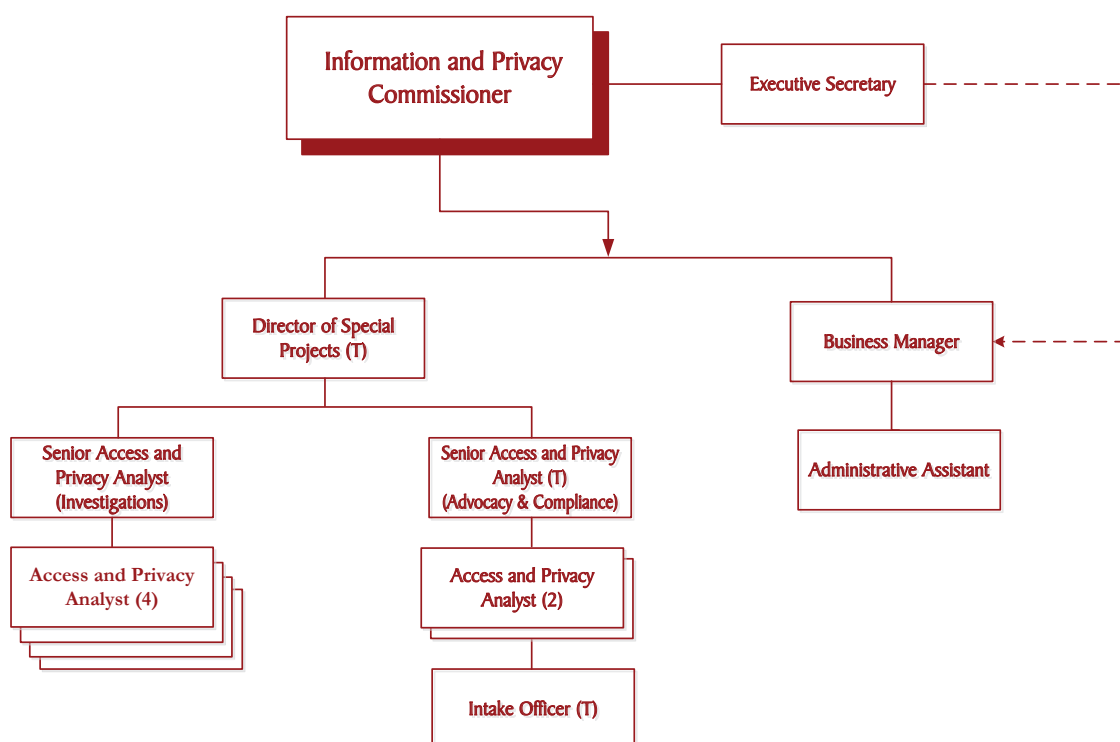 Information and Privacy
Commissioner
Executive Secretary
Director of Special
Projects (T)
Business Manager
Senior Access and
Privacy Analyst
(Investigations)
Senior Access and Privacy
Analyst (T)
(Advocacy & Compliance)
Administrative Assistant
Access and Privacy
Analyst (4)
Access and Privacy
Analyst (2)
Intake Officer (T)